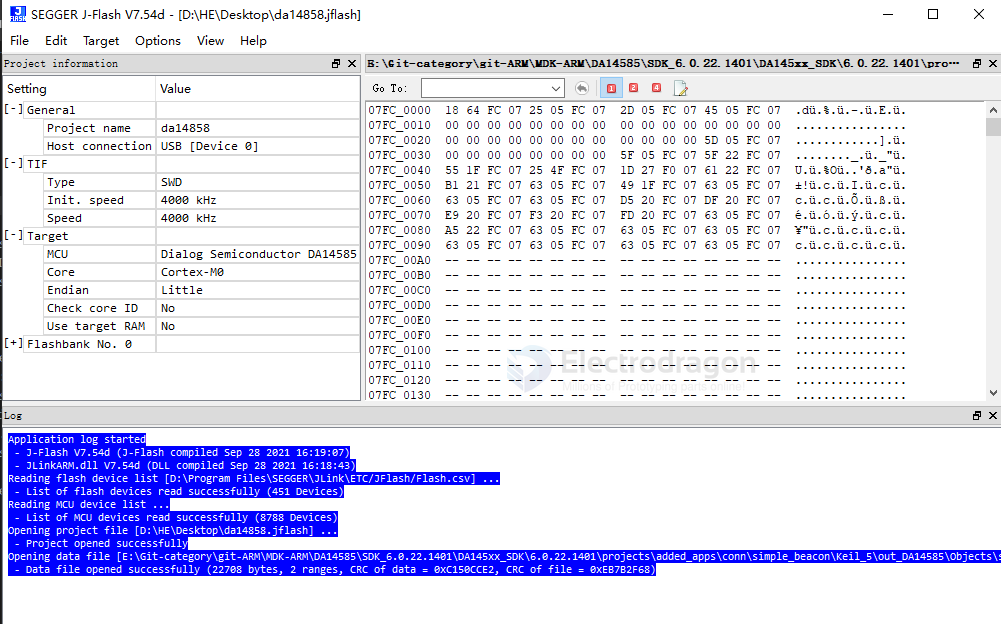 SEGGER J-Flash V7.54d - [D:\HE\Desktop\da14858.jflash]
File Edit Target Options View Help
Project information
Setting Value
[-] General
Project name da14858
Host connection USB [Device 0]
[-] TIF
Type SWD
Init. speed 4000 kHz
Speed 4000 kHz
[-] Target
MCU Dialog Semiconductor DA14585
Core Cortex-M0
Endian Little
Check core ID No
Use target RAM No
[+] Flashbank No. 0
E:\Git-category\git-ARM\MDK-ARM\DA14585\SDK_6.0.22.1401\DA145xx_SDK\6.0.22.1401\pro···
Go To: 1 2 4
07FC_0000 18 64 FC 07 25 05 FC 07 2D 05 FC 07 45 05 FC 07 .dü.%.ü.-.ü.E.ü.
07FC_0010 00 00 00 00 00 00 00 00 00 00 00 00 00 00 00 00 ................
07FC_0020 00 00 00 00 00 00 00 00 00 00 00 00 5D 05 FC 07 ............].ü.
07FC_0030 00 00 00 00 00 00 00 00 5F 05 FC 07 5F 22 FC 07 ........_.ü._"ü.
07FC_0040 55 1F FC 07 25 4F FC 07 1D 27 F0 07 61 22 FC 07 U.ü.%Oü..'ð.a"ü.
07FC_0050 B1 21 FC 07 63 05 FC 07 49 1F FC 07 63 05 FC 07 ±!ü.c.ü.I.ü.c.ü.
07FC_0060 63 05 FC 07 63 05 FC 07 D5 20 FC 07 DF 20 FC 07 c.ü.c.ü.Õ.ü.ß.ü.
07FC_0070 E9 20 FC 07 F3 20 FC 07 FD 20 FC 07 63 05 FC 07 é.ü.ó.ü.ý.ü.c.ü.
07FC_0080 A5 22 FC 07 63 05 FC 07 63 05 FC 07 63 05 FC 07 ¥"ü.c.ü.c.ü.c.ü.
07FC_0090 63 05 FC 07 63 05 FC 07 63 05 FC 07 63 05 FC 07 c.ü.c.ü.c.ü.c.ü.
07FC_00A0 -- -- -- -- -- -- -- -- -- -- -- -- -- -- -- -- ................
07FC_00B0 -- -- -- -- -- -- -- -- -- -- -- -- -- -- -- -- ................
07FC_00C0 -- -- -- -- -- -- -- -- -- -- -- -- -- -- -- -- ................
07FC_00D0 -- -- -- -- -- -- -- -- -- -- -- -- -- -- -- -- ................
07FC_00E0 -- -- -- -- -- -- -- -- -- -- -- -- -- -- -- -- ................
07FC_00F0 -- -- -- -- -- -- -- -- -- -- -- -- -- -- -- -- ................
07FC_0100 -- -- -- -- -- -- -- -- -- -- -- -- -- -- -- -- ................
07FC_0110 -- -- -- -- -- -- -- -- -- -- -- -- -- -- -- -- ................
07FC_0120 -- -- -- -- -- -- -- -- -- -- -- -- -- -- -- -- ................
07FC_0130 -- -- -- -- -- -- -- -- -- -- -- -- -- -- -- -- ................
Electrodragon
Log
Application log started
- J-Flash V7.54d (J-Flash compiled Sep 28 2021 16:19:07)
- JLinkARM.dll V7.54d (DLL compiled Sep 28 2021 16:18:43)
Reading flash device list [D:\Program Files\SEGGER\JLink\ETC/JFlash/Flash.csv] ...
- List of flash devices read successfully (451 Devices)
Reading MCU device list ...
- List of MCU devices read successfully (8788 Devices)
Opening project file [D:\HE\Desktop\da14858.jflash] ...
- Project opened successfully
Opening data file [E:\Git-category\git-ARM\MDK-ARM\DA14585\SDK_6.0.22.1401\DA145xx_SDK\6.0.22.1401\projects\added_apps\conn\simple_beacon\Keil_5\out_DA14585\Objects\s
- Data file opened successfully (22708 bytes, 2 ranges, CRC of data = 0xC150CCE2, CRC of file = 0xEB7B2F68)